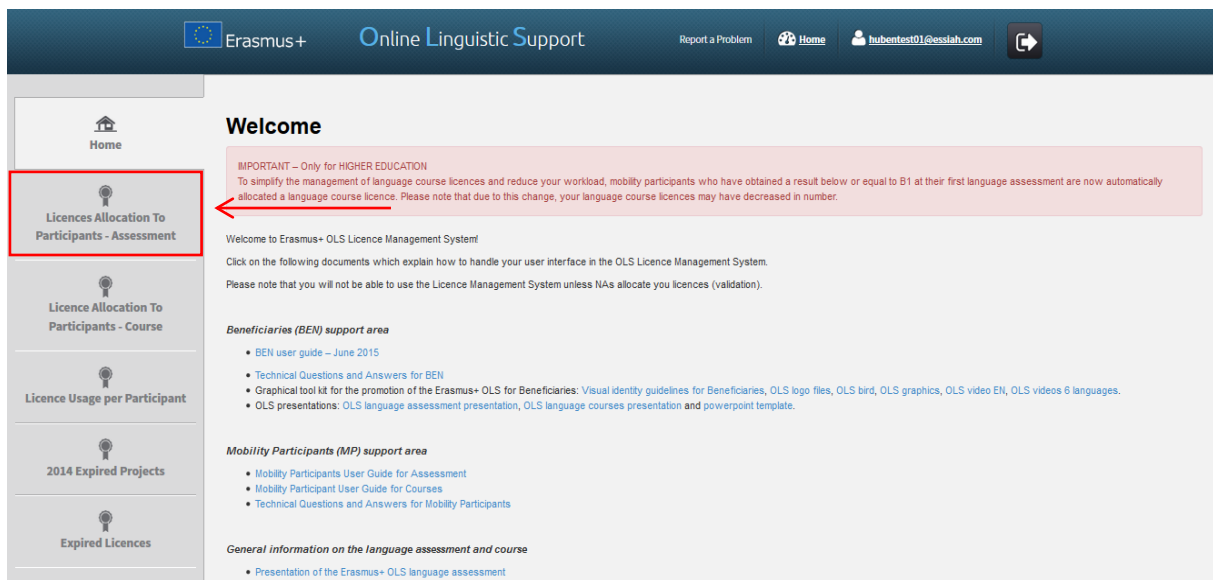 Erasmus+
Online Linguistic Support
Report a Problem
Home
hubentest01@essiah.com
Home
Licences Allocation To
Participants - Assessment
Licence Allocation To
Participants - Course
Licence Usage per Participant
2014 Expired Projects
Expired Licences
Welcome
IMPORTANT – Only for HIGHER EDUCATION
To simplify the management of language course licences and reduce your workload, mobility participants who have obtained a result below or equal to B1 at their first language assessment are now automatically
allocated a language course licence. Please note that due to this change, your language course licences may have decreased in number.
Welcome to Erasmus+ OLS Licence Management System!
Click on the following documents which explain how to handle your user interface in the OLS Licence Management System.
Please note that you will not be able to use the Licence Management System unless NAs allocate you licences (validation).
Beneficiaries (BEN) support area
• BEN user guide – June 2015
• Technical Questions and Answers for BEN
• Graphical tool kit for the promotion of the Erasmus+ OLS for Beneficiaries: Visual identity guidelines for Beneficiaries, OLS logo files, OLS bird, OLS graphics, OLS video EN, OLS videos 6 languages.
• OLS presentations: OLS language assessment presentation, OLS language courses presentation and powerpoint template.
Mobility Participants (MP) support area
• Mobility Participants User Guide for Assessment
• Mobility Participant User Guide for Courses
• Technical Questions and Answers for Mobility Participants
General information on the language assessment and course
• Presentation of the Erasmus+ OLS language assessment